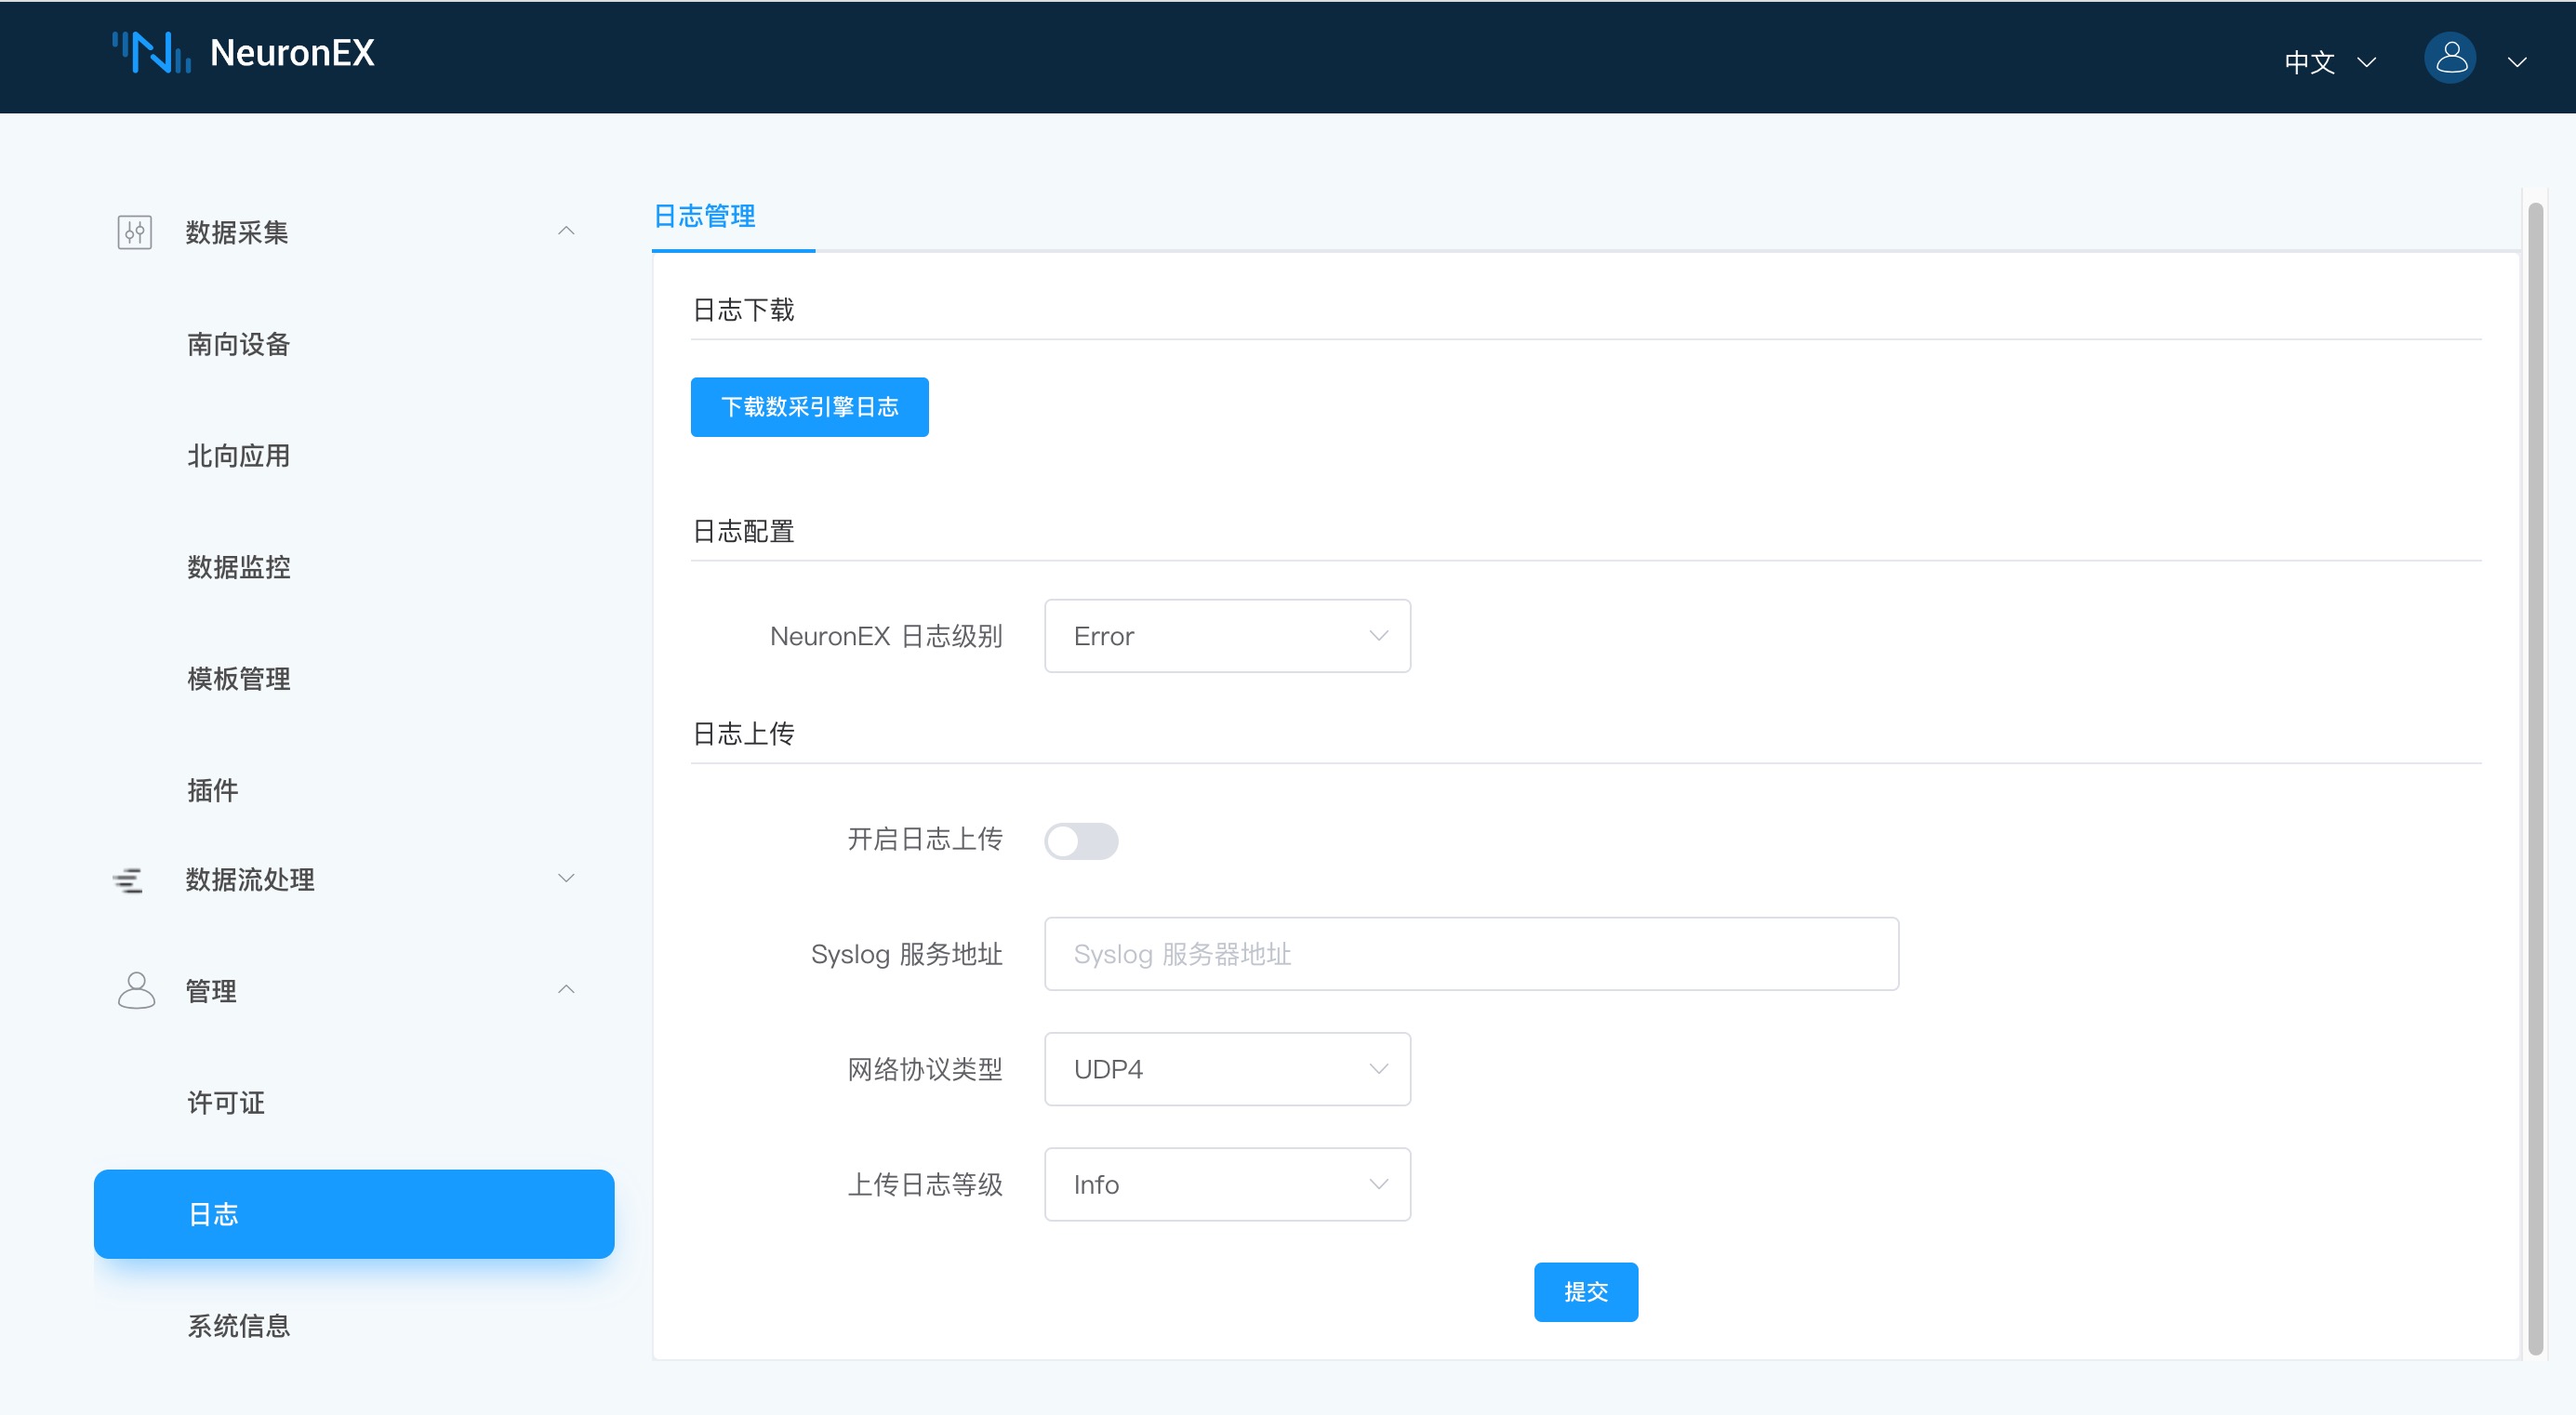 NeuronEX
中文
数据采集
南向设备
北向应用
数据监控
模板管理
插件
数据流处理
管理
许可证
日志
系统信息
日志管理
日志下载
下载数采引擎日志
日志配置
NeuronEX 日志级别 Error
日志上传
开启日志上传
Syslog 服务地址 Syslog 服务器地址
网络协议类型 UDP4
上传日志等级 Info
提交